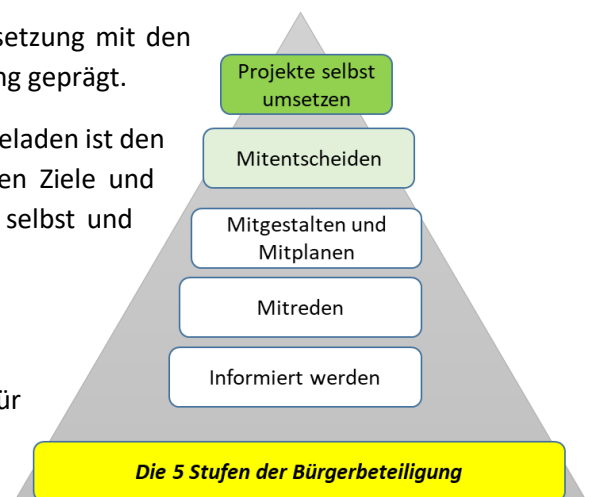 setzung mit den
ng geprägt.
eladen ist den
en Ziele und
selbst und
ür
Projekte selbst
umsetzen
Mitentscheiden
Mitgestalten und
Mitplanen
Mitreden
Informiert werden
Die 5 Stufen der Bürgerbeteiligung